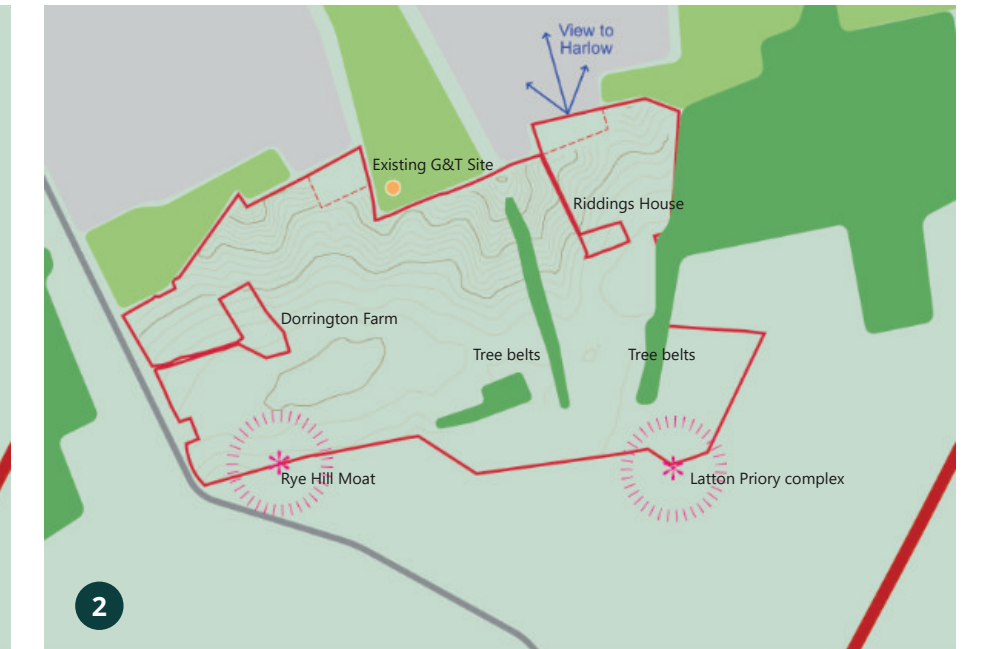 View to
Harlow
Existing G&T Site
Riddings House
Dorrington Farm
Tree belts
Tree belts
Rye Hill Moat
Latton Priory complex
2